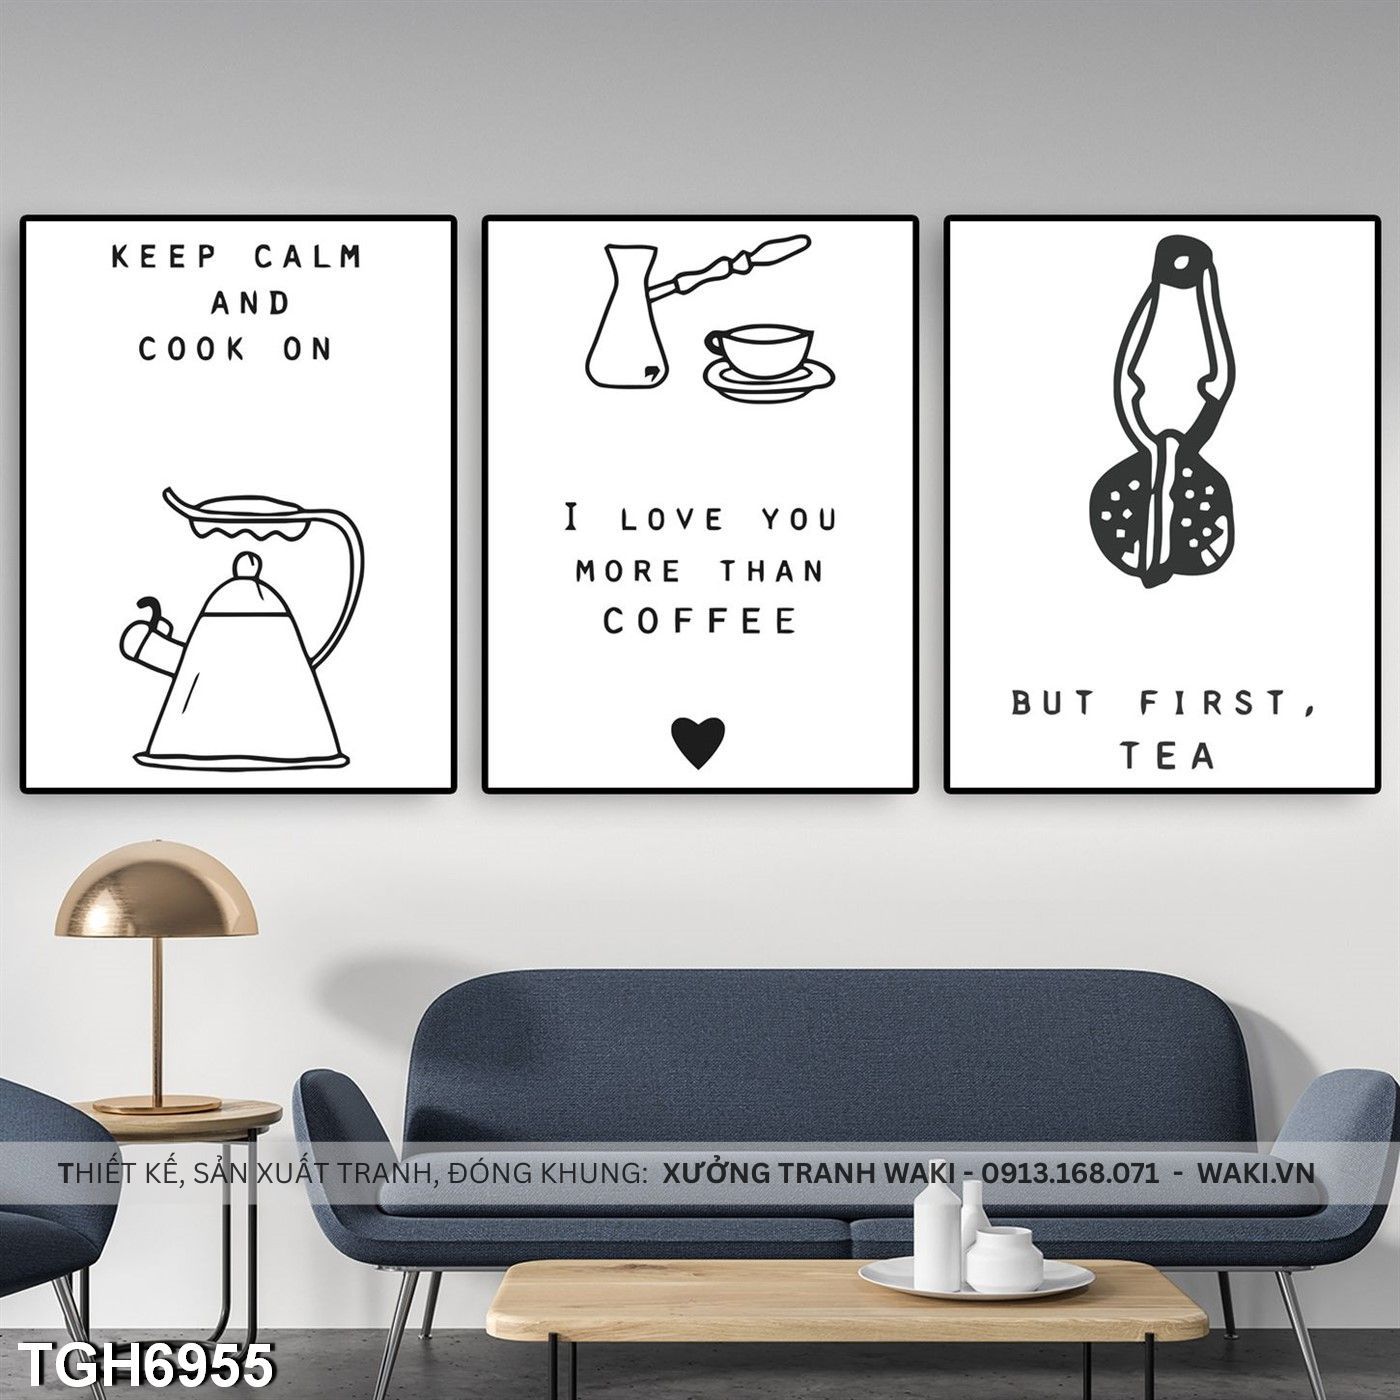 KEEP CALM
AND
COOK ON
I LOVE YOU
MORE THAN
COFFEE
BUT FIRST,
TEA
THIẾT KẾ, SẢN XUẤT TRANH, ĐÓNG KHUNG: XƯỞNG TRANH WAKI - 0913.168.071 - WAKI.VN
TGH6955